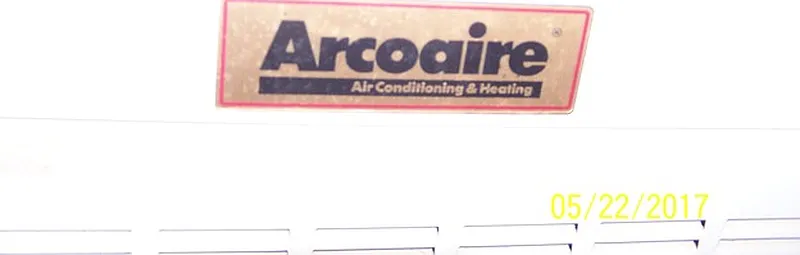 Arcoaire®
Air Conditioning & Heating
05/22/2017